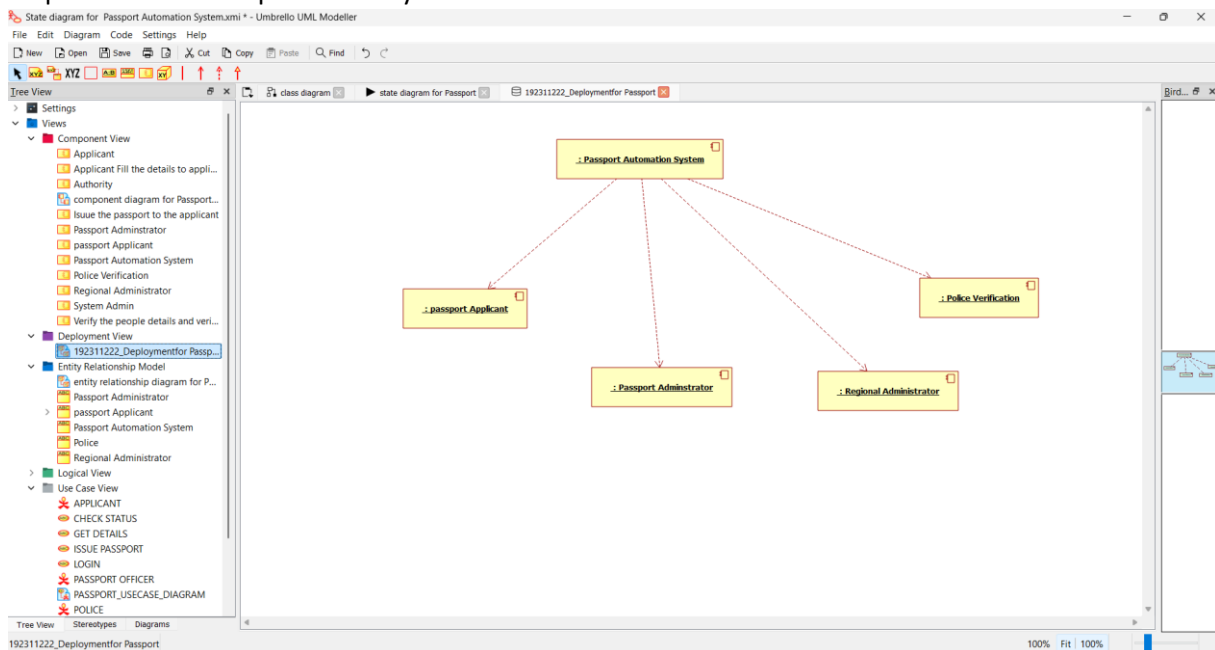 State diagram for Passport Automation System.xmi * - Umbrello UML Modeller
File Edit Diagram Code Settings Help
New Open Save Cut Copy Paste Find
XYZ XYZ A:B ABC XY
Tree View
class diagram
state diagram for Passport
192311222_Deploymentfor Passport
Bird...
Settings
Views
Component View
Applicant
Applicant Fill the details to appli...
Authority
component diagram for Passport...
Isuue the passport to the applicant
Passport Adminstrator
passport Applicant
Passport Automation System
Police Verification
Regional Administrator
System Admin
Verify the people details and veri...
Deployment View
192311222_Deploymentfor Passp...
Entity Relationship Model
entity relationship diagram for P...
Passport Administrator
passport Applicant
Passport Automation System
Police
Regional Administrator
Logical View
Use Case View
APPLICANT
CHECK STATUS
GET DETAILS
ISSUE PASSPORT
LOGIN
PASSPORT OFFICER
PASSPORT_USECASE_DIAGRAM
POLICE
Tree View Stereotypes Diagrams
: Passport Automation System
: passport Applicant
: Police Verification
: Passport Adminstrator
: Regional Administrator
192311222_Deploymentfor Passport
100% Fit 100%